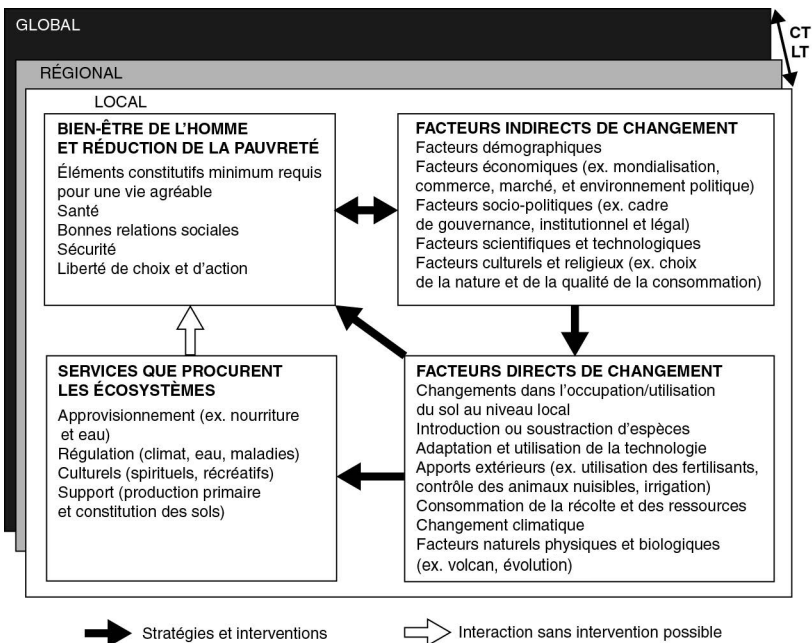 GLOBAL
CT
LT
RÉGIONAL
LOCAL
BIEN-ÊTRE DE L'HOMME
ET RÉDUCTION DE LA PAUVRETÉ
Éléments constitutifs minimum requis
pour une vie agréable
Santé
Bonnes relations sociales
Sécurité
Liberté de choix et d'action
FACTEURS INDIRECTS DE CHANGEMENT
Facteurs démographiques
Facteurs économiques (ex. mondialisation,
commerce, marché, et environnement politique)
Facteurs socio-politiques (ex. cadre
de gouvernance, institutionnel et légal)
Facteurs scientifiques et technologiques
Facteurs culturels et religieux (ex. choix
de la nature et de la qualité de la consommation)
SERVICES QUE PROCURENT
LES ÉCOSYSTÈMES
Approvisionnement (ex. nourriture
et eau)
Régulation (climat, eau, maladies)
Culturels (spirituels, récréatifs)
Support (production primaire
et constitution des sols)
FACTEURS DIRECTS DE CHANGEMENT
Changements dans l'occupation/utilisation
du sol au niveau local
Introduction ou soustraction d'espèces
Adaptation et utilisation de la technologie
Apports extérieurs (ex. utilisation des fertilisants,
contrôle des animaux nuisibles, irrigation)
Consommation de la récolte et des ressources
Changement climatique
Facteurs naturels physiques et biologiques
(ex. volcan, évolution)
Stratégies et interventions
Interaction sans intervention possible